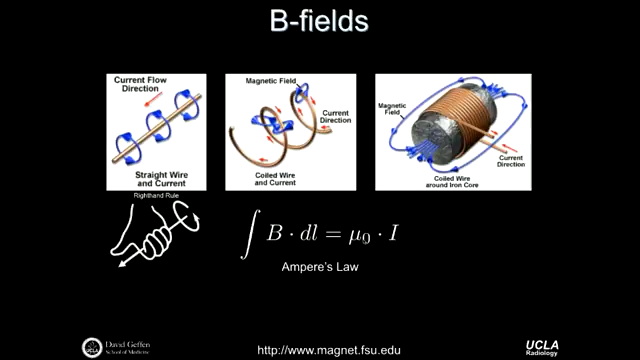 B-fields
Current Flow
Direction
Straight Wire
and Current
Magnetic Field
Current
Direction
Coiled Wire
and Current
Magnetic
Field
Current
Direction
Coiled Wire
around Iron Core
Righthand Rule
∫ B · dl = μ₀ · I
Ampere's Law
UCLA
David Geffen
School of Medicine
http://www.magnet.fsu.edu
UCLA
Radiology